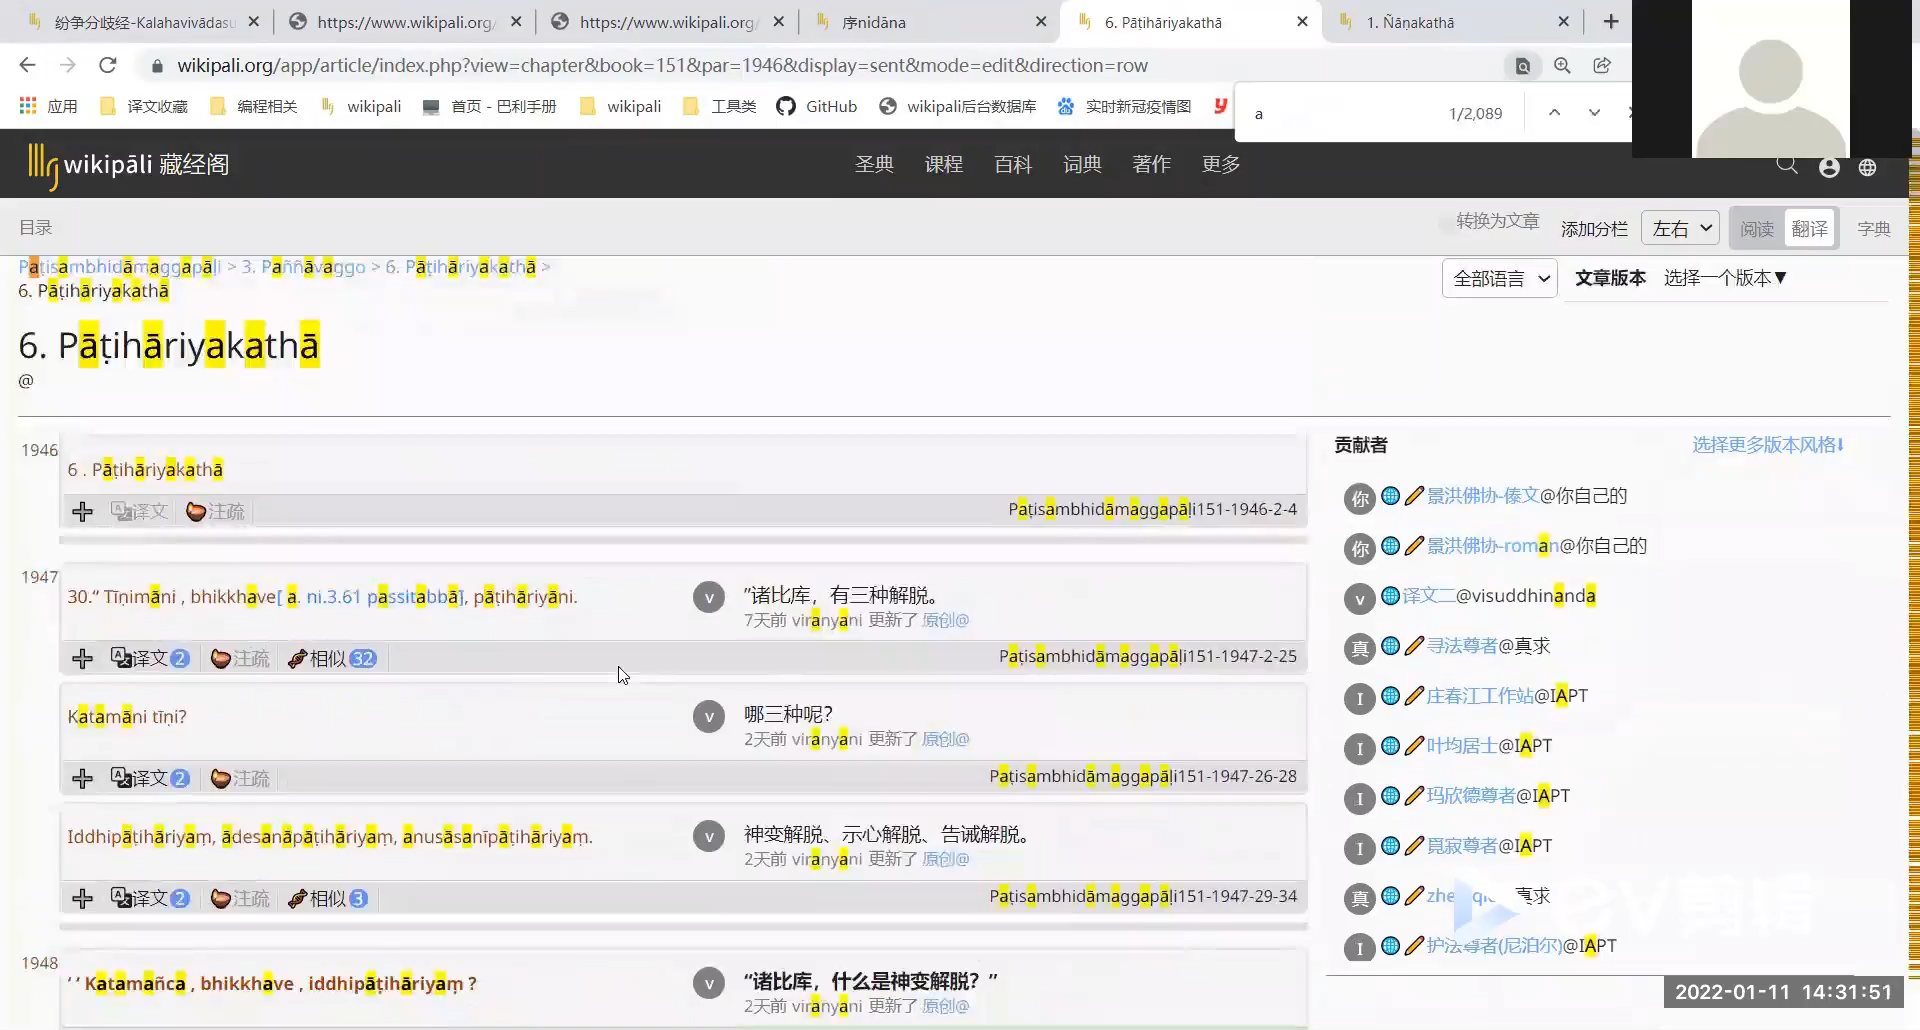 纷争分歧经-Kalahavivādasu
https://www.wikipali.org/
https://www.wikipali.org/
序nidāna
6. Pāṭihāriyakathā
1. Ñāṇakathā
wikipali.org/app/article/index.php?view=chapter&book=151&par=1946&display=sent&mode=edit&direction=row
应用 译文收藏 编程相关 wikipali 首页 - 巴利手册 wikipali 工具类 GitHub wikipali后台数据库 实时新冠疫情图
a 1/2,089
wikipāli 藏经阁 圣典 课程 百科 词典 著作 更多
目录 转换为文章 添加分栏 左右 阅读 翻译 字典
Paṭisambhidāmaggapāḷi > 3. Paññāvaggo > 6. Pāṭihāriyakathā >
6. Pāṭihāriyakathā
全部语言 文章版本 选择一个版本▼
6. Pāṭihāriyakathā
@
1946
6 . Pāṭihāriyakathā
译文 注疏 Paṭisambhidāmaggapāḷi151-1946-2-4
1947
30.“ Tīṇimāni , bhikkhave[ a. ni.3.61 passitabbā], pāṭihāriyāni.
v ”诸比库，有三种解脱。
7天前 viranyani 更新了 原创@
译文 2 注疏 相似 32 Paṭisambhidāmaggapāḷi151-1947-2-25
Katamāni tīṇi?
v 哪三种呢？
2天前 viranyani 更新了 原创@
译文 2 注疏 Paṭisambhidāmaggapāḷi151-1947-26-28
Iddhipāṭihāriyaṃ, ādesanāpāṭihāriyaṃ, anusāsanīpāṭihāriyaṃ.
v 神变解脱、示心解脱、告诫解脱。
2天前 viranyani 更新了 原创@
译文 2 注疏 相似 3 Paṭisambhidāmaggapāḷi151-1947-29-34
1948
‘ ‘ Katamañca , bhikkhave , iddhipāṭihāriyaṃ ?
v “诸比库，什么是神变解脱？”
2天前 viranyani 更新了 原创@
贡献者 选择更多版本风格
你 景洪佛协-傣文@你自己的
你 景洪佛协-roman@你自己的
v 译文二@visuddhinanda
真 寻法尊者@真求
I 庄春江工作站@IAPT
I 叶均居士@IAPT
I 玛欣德尊者@IAPT
I 觅寂尊者@IAPT
真 真求
I 护法尊者(尼泊尔)@IAPT
2022-01-11 14:31:51